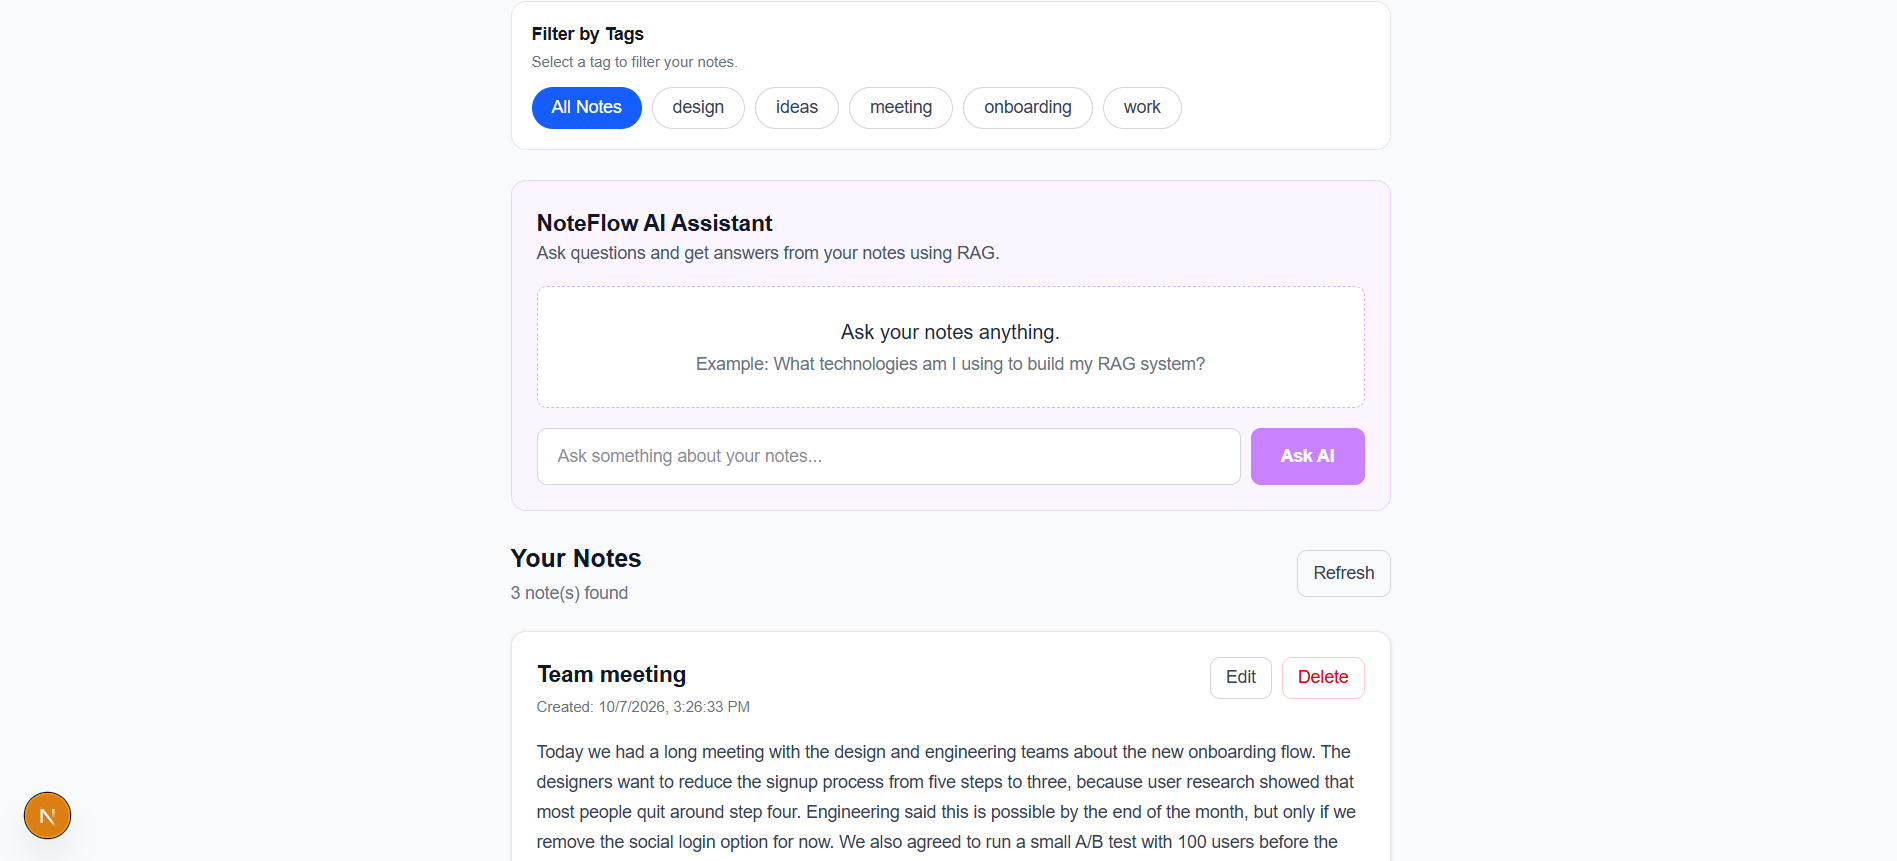 Filter by Tags
Select a tag to filter your notes.
All Notes design ideas meeting onboarding work
NoteFlow AI Assistant
Ask questions and get answers from your notes using RAG.
Ask your notes anything.
Example: What technologies am I using to build my RAG system?
Ask something about your notes... Ask AI
Your Notes
Refresh
3 note(s) found
Team meeting
Edit Delete
Created: 10/7/2026, 3:26:33 PM
Today we had a long meeting with the design and engineering teams about the new onboarding flow. The
designers want to reduce the signup process from five steps to three, because user research showed that
most people quit around step four. Engineering said this is possible by the end of the month, but only if we
remove the social login option for now. We also agreed to run a small A/B test with 100 users before the
N